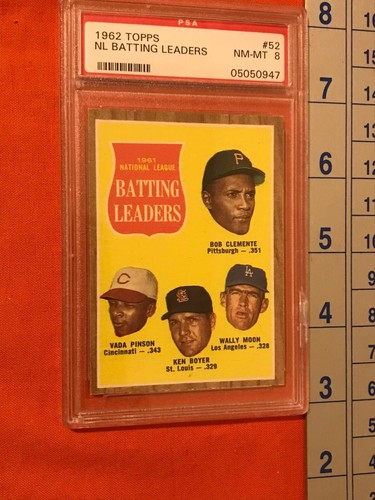 PSA
1962 TOPPS #52
NL BATTING LEADERS NM-MT 8
05050947
1961
NATIONAL LEAGUE
BATTING
LEADERS
P
BOB CLEMENTE
Pittsburgh — .351
C
LA
VADA PINSON
Cincinnati — .343
KEN BOYER
St. Louis — .329
WALLY MOON
Los Angeles — .328
8
7
6
5
4
3
2